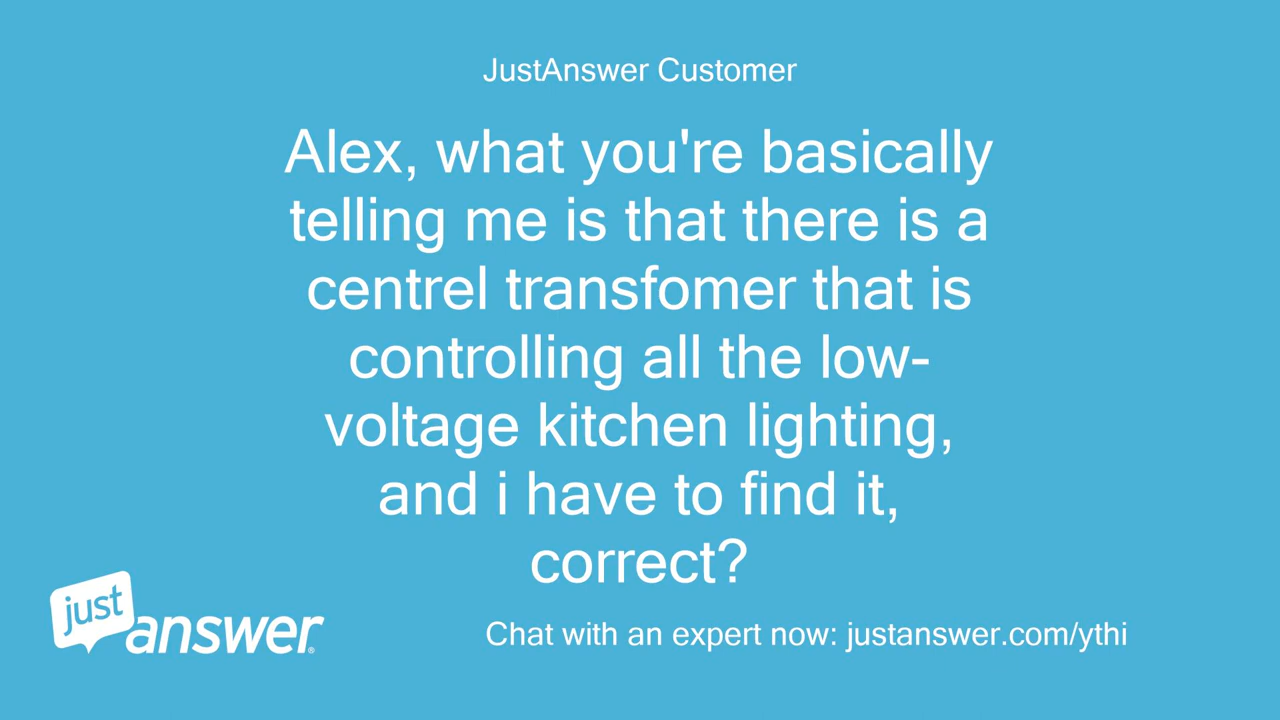 JustAnswer Customer
Alex, what you're basically
telling me is that there is a
centrel transfomer that is
controlling all the low-
voltage kitchen lighting,
and i have to find it,
correct?
just
answer®
Chat with an expert now: justanswer.com/ythi